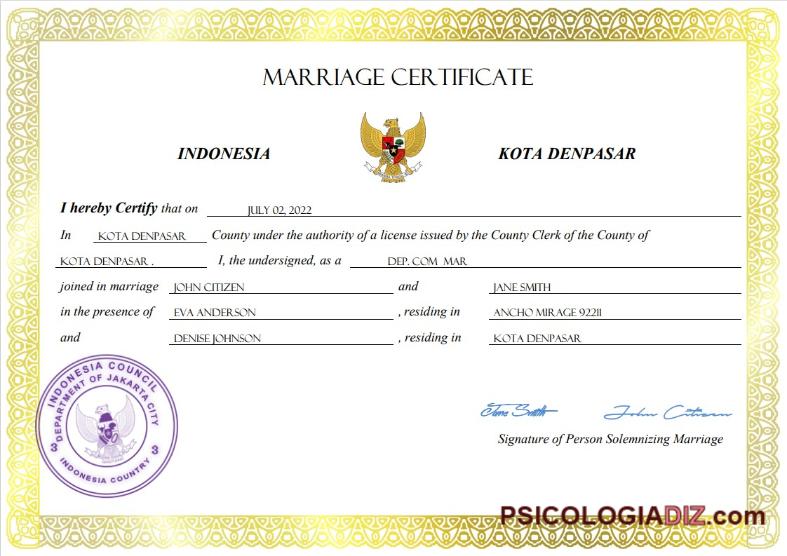 MARRIAGE CERTIFICATE
INDONESIA KOTA DENPASAR
I hereby Certify that on JULY 02, 2022
In KOTA DENPASAR County under the authority of a license issued by the County Clerk of the County of
KOTA DENPASAR . I, the undersigned, as a DEP. COM MAR
joined in marriage JOHN CITIZEN and JANE SMITH
in the presence of EVA ANDERSON , residing in ANCHO MIRAGE 92211
and DENISE JOHNSON , residing in KOTA DENPASAR
INDONESIA COUNCIL
DEPARTMENT OF JAKARTA CITY
3 3
INDONESIA COUNTRY
Jane Smith John Citizen
Signature of Person Solemnizing Marriage
PSICOLOGIADIZ.com